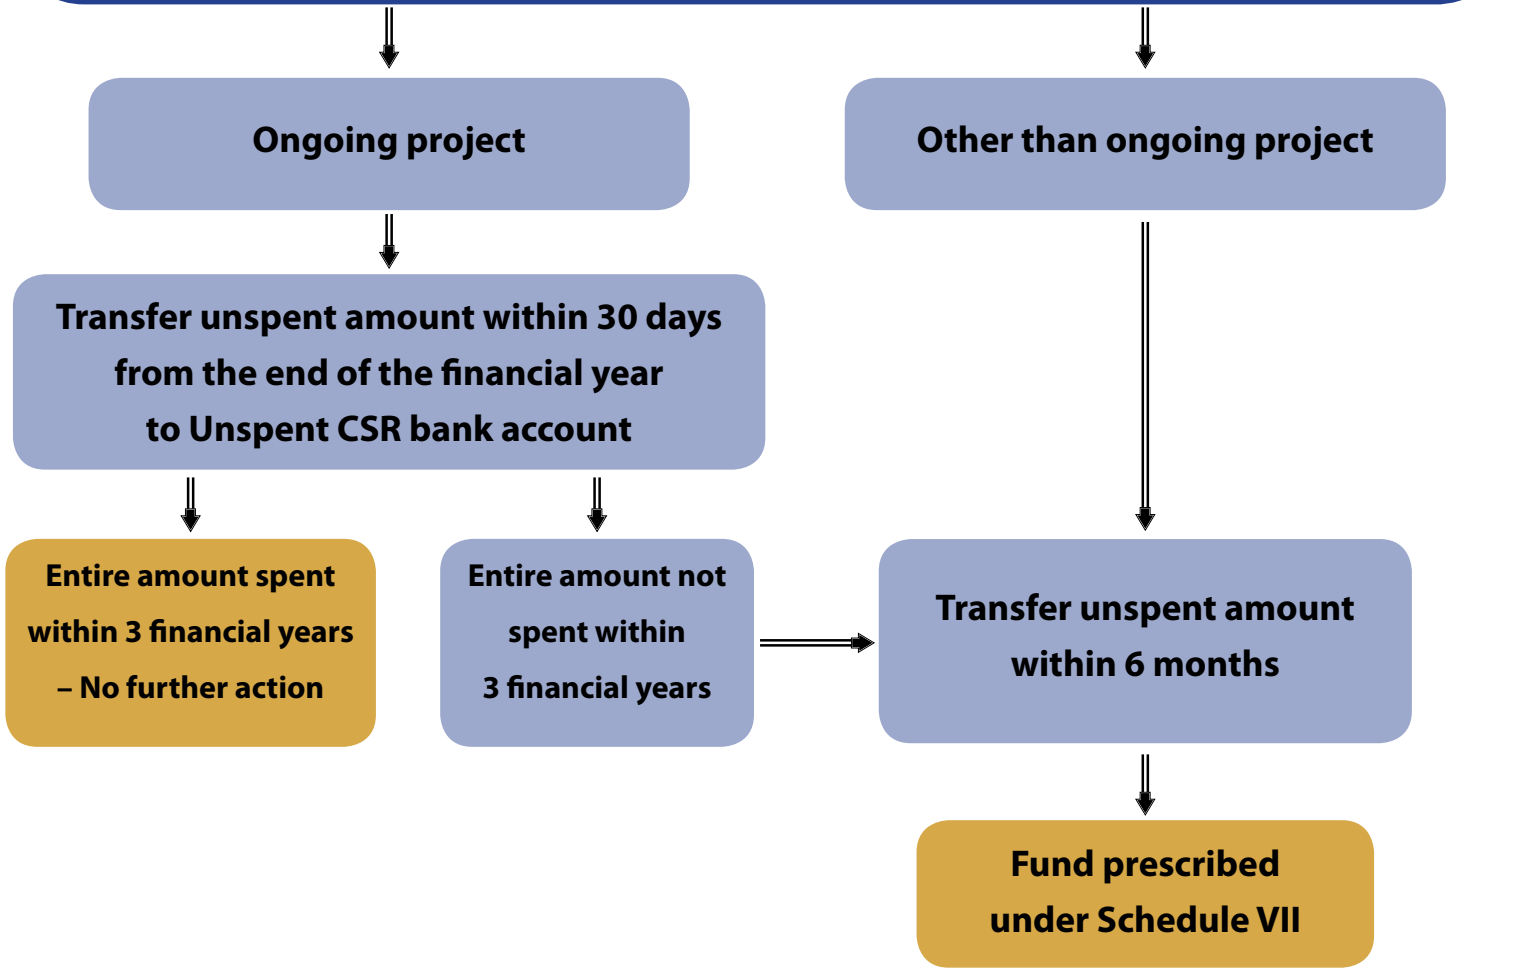 Ongoing project
Other than ongoing project
Transfer unspent amount within 30 days
from the end of the financial year
to Unspent CSR bank account
Entire amount spent
within 3 financial years
– No further action
Entire amount not
spent within
3 financial years
Transfer unspent amount
within 6 months
Fund prescribed
under Schedule VII